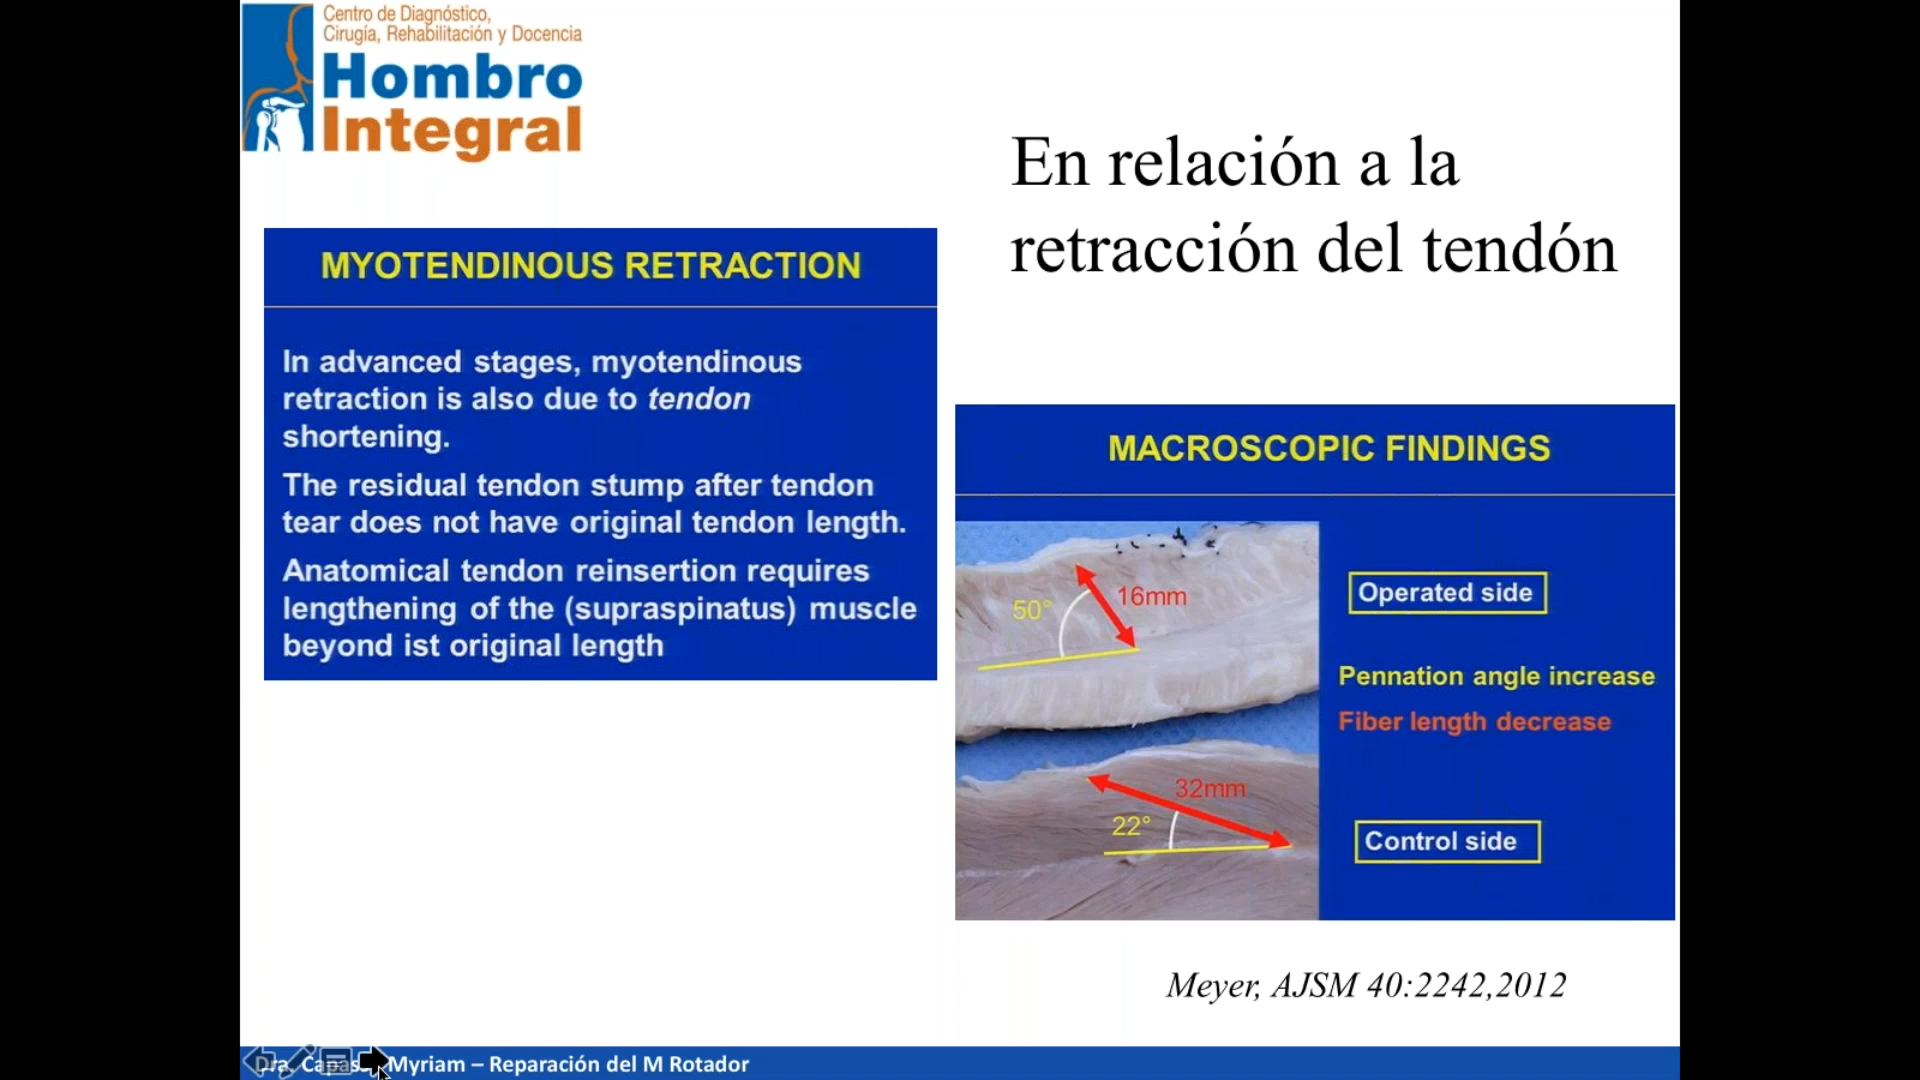 Centro de Diagnóstico,
Cirugía, Rehabilitación y Docencia
Hombro
Integral
En relación a la
retracción del tendón
MYOTENDINOUS RETRACTION
In advanced stages, myotendinous
retraction is also due to tendon
shortening.
The residual tendon stump after tendon
tear does not have original tendon length.
Anatomical tendon reinsertion requires
lengthening of the (supraspinatus) muscle
beyond ist original length
MACROSCOPIC FINDINGS
50°
16mm
Operated side
Pennation angle increase
Fiber length decrease
32mm
22°
Control side
Meyer, AJSM 40:2242,2012
Dra. Myriam – Reparación del M Rotador